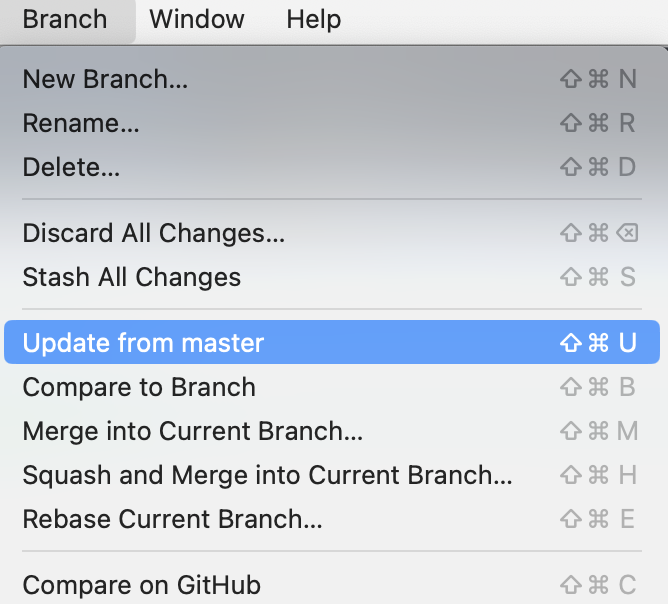 Branch Window Help
New Branch... ⇧ ⌘ N
Rename... ⇧ ⌘ R
Delete... ⇧ ⌘ D
Discard All Changes... ⇧ ⌘ ⌫
Stash All Changes ⇧ ⌘ S
Update from master ⇧ ⌘ U
Compare to Branch ⇧ ⌘ B
Merge into Current Branch... ⇧ ⌘ M
Squash and Merge into Current Branch... ⇧ ⌘ H
Rebase Current Branch... ⇧ ⌘ E
Compare on GitHub ⇧ ⌘ C